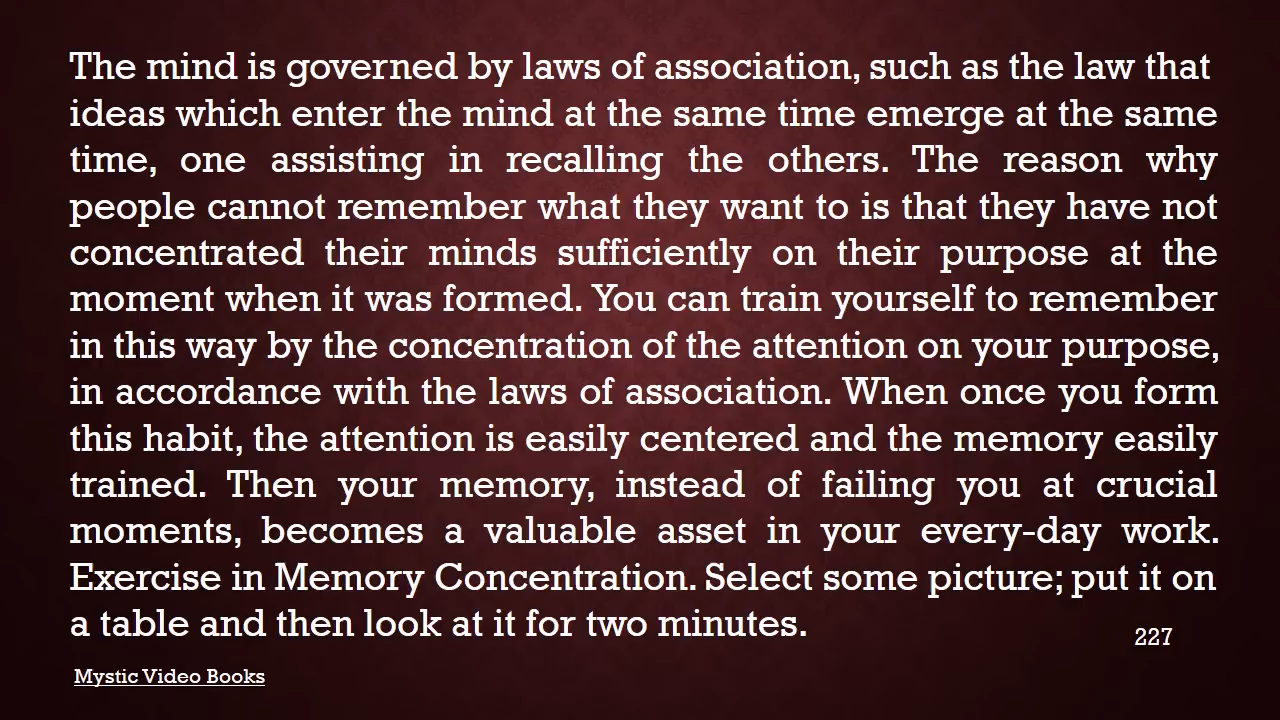 The mind is governed by laws of association, such as the law that
ideas which enter the mind at the same time emerge at the same
time, one assisting in recalling the others. The reason why
people cannot remember what they want to is that they have not
concentrated their minds sufficiently on their purpose at the
moment when it was formed. You can train yourself to remember
in this way by the concentration of the attention on your purpose,
in accordance with the laws of association. When once you form
this habit, the attention is easily centered and the memory easily
trained. Then your memory, instead of failing you at crucial
moments, becomes a valuable asset in your every-day work.
Exercise in Memory Concentration. Select some picture; put it on
a table and then look at it for two minutes.
227
Mystic Video Books